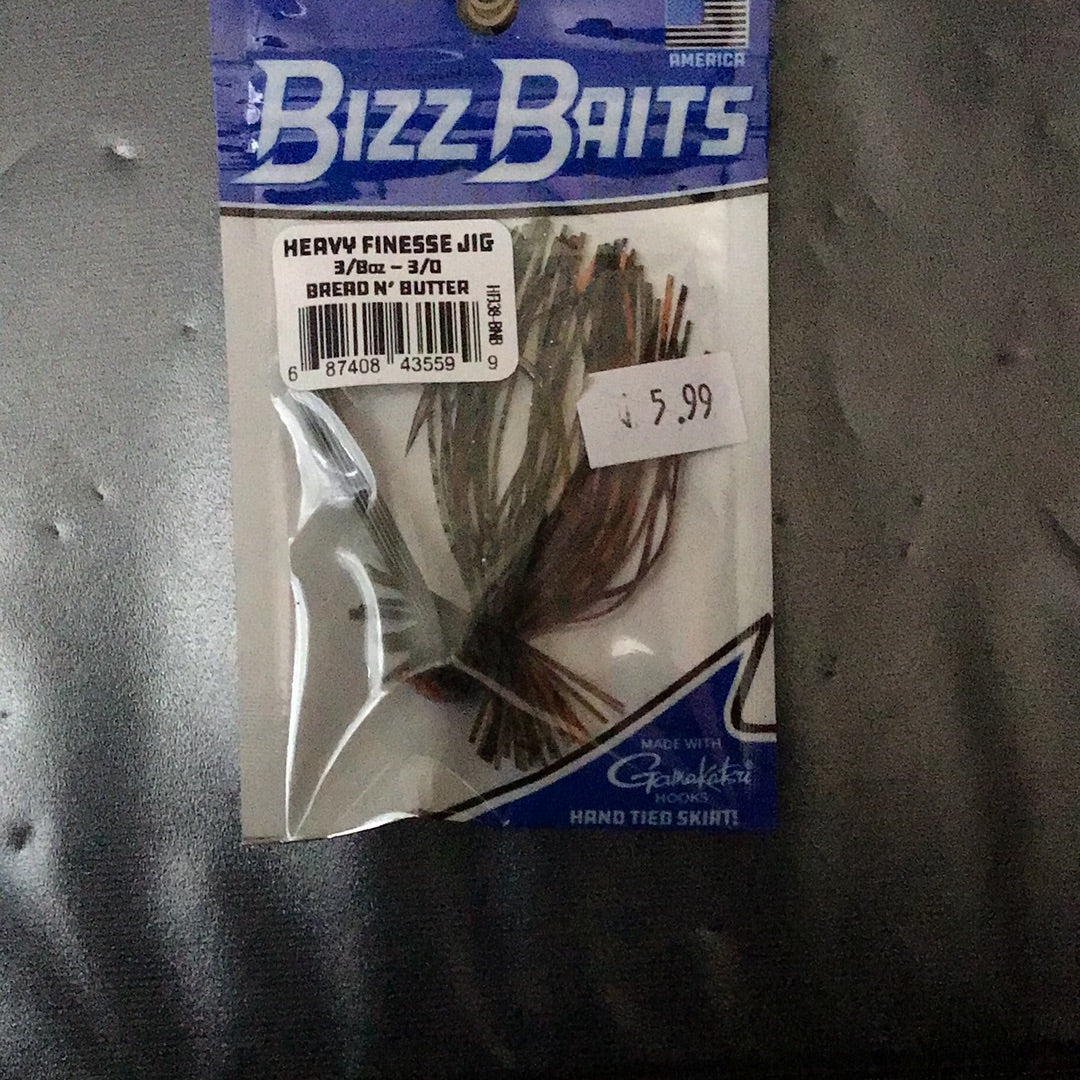 AMERICA
BIZZ BAITS
HEAVY FINESSE JIG
3/8oz - 3/0
BREAD N' BUTTER
HFJ38-BNB
6 87408 43559 9
5.99
MADE WITH
Gamakatsu
HOOKS
HAND TIED SKIRT!